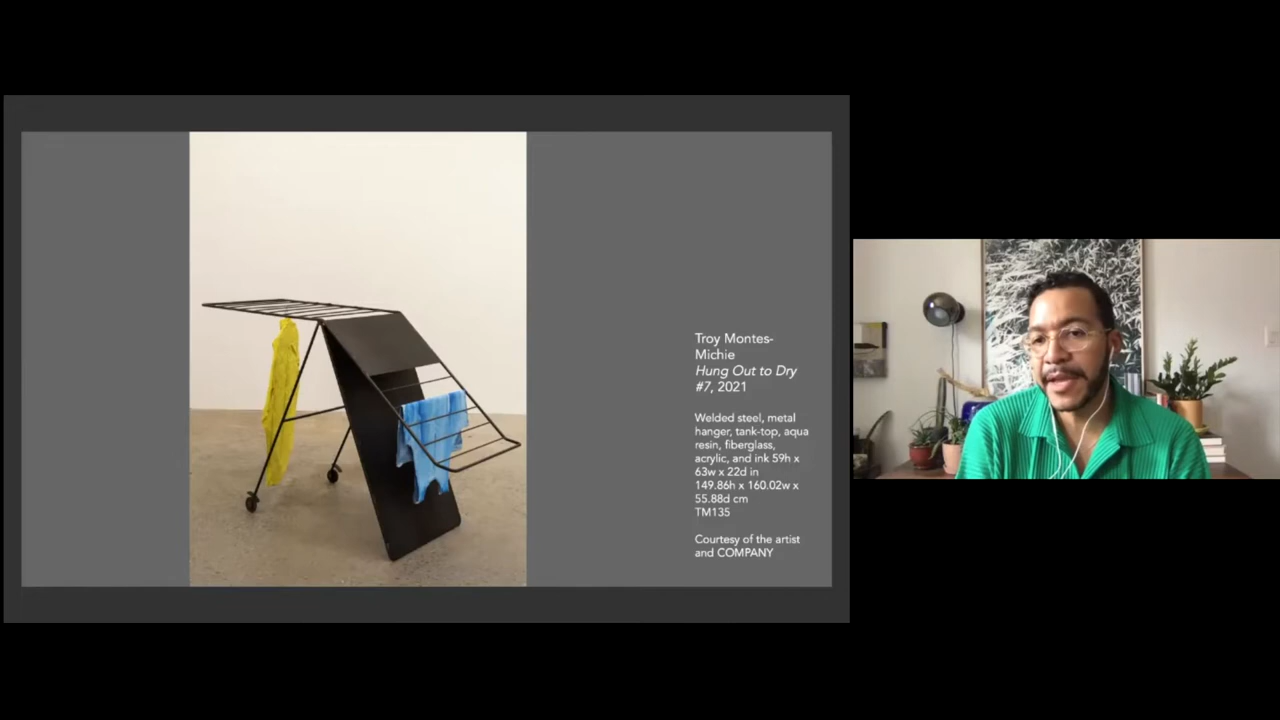 Troy Montes-
Michie
Hung Out to Dry
#7, 2021
Welded steel, metal
hanger, tank-top, aqua
resin, fiberglass,
acrylic, and ink 59h x
63w x 22d in
149.86h x 160.02w x
55.88d cm
TM135
Courtesy of the artist
and COMPANY